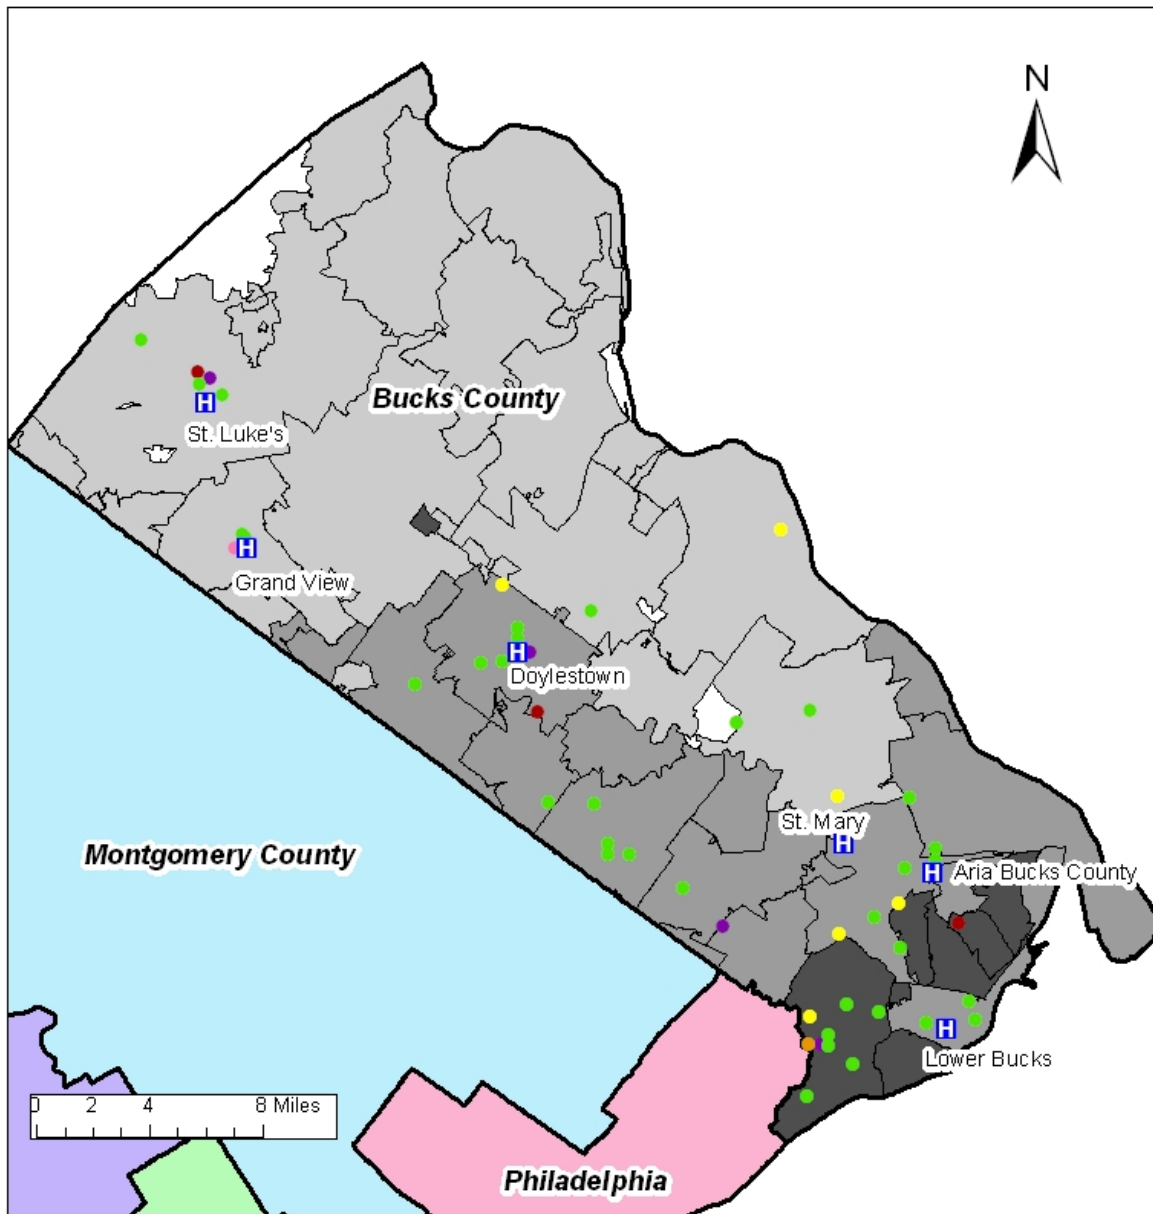 N
Bucks County
H
St. Luke's
H
Grand View
H
Doylestown
St. Mary
H
H Aria Bucks County
Montgomery County
H
Lower Bucks
0 2 4 8 Miles
Philadelphia